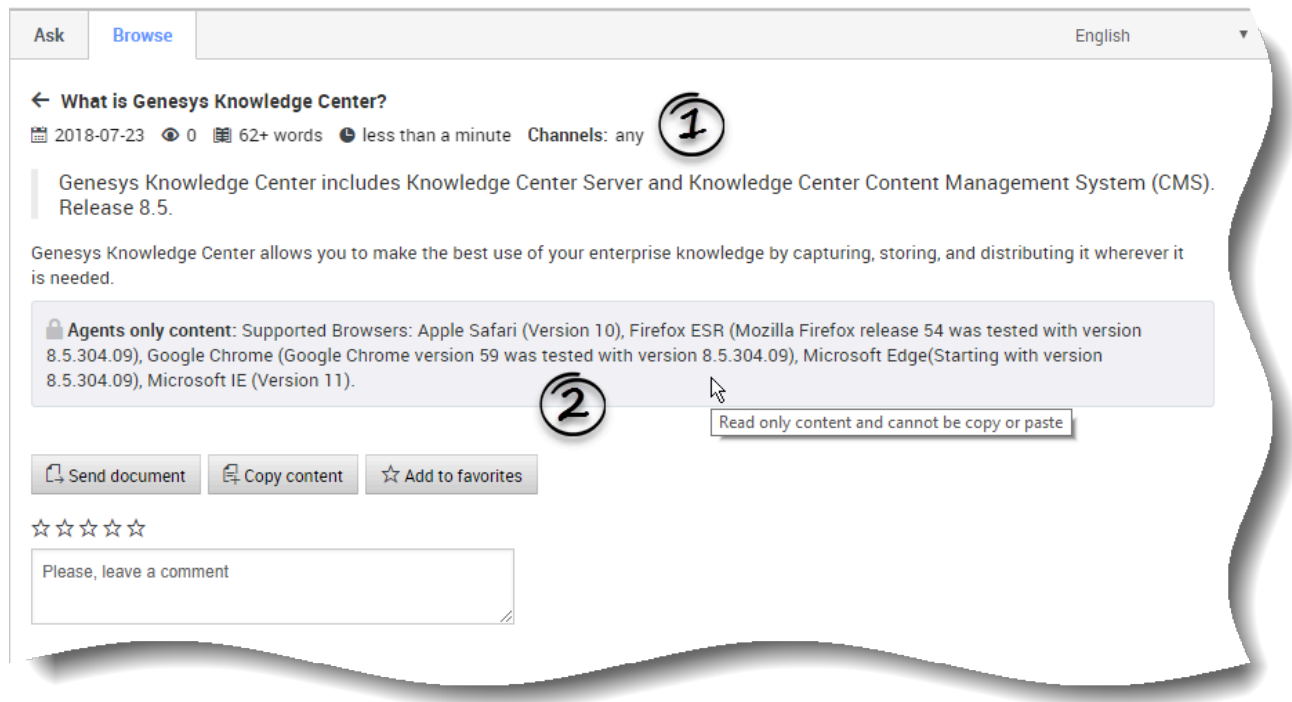 Ask Browse English
What is Genesys Knowledge Center?
2018-07-23 0 62+ words less than a minute Channels: any
1
Genesys Knowledge Center includes Knowledge Center Server and Knowledge Center Content Management System (CMS).
Release 8.5.
Genesys Knowledge Center allows you to make the best use of your enterprise knowledge by capturing, storing, and distributing it wherever it
is needed.
Agents only content: Supported Browsers: Apple Safari (Version 10), Firefox ESR (Mozilla Firefox release 54 was tested with version
8.5.304.09), Google Chrome (Google Chrome version 59 was tested with version 8.5.304.09), Microsoft Edge(Starting with version
8.5.304.09), Microsoft IE (Version 11).
2
Read only content and cannot be copy or paste
Send document Copy content Add to favorites
Please, leave a comment